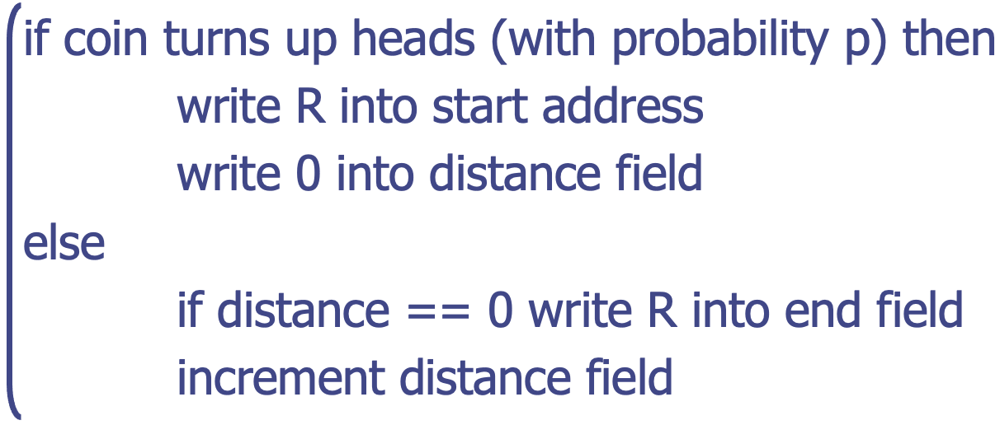 if coin turns up heads (with probability p) then
write R into start address
write 0 into distance field
else
if distance == 0 write R into end field
increment distance field